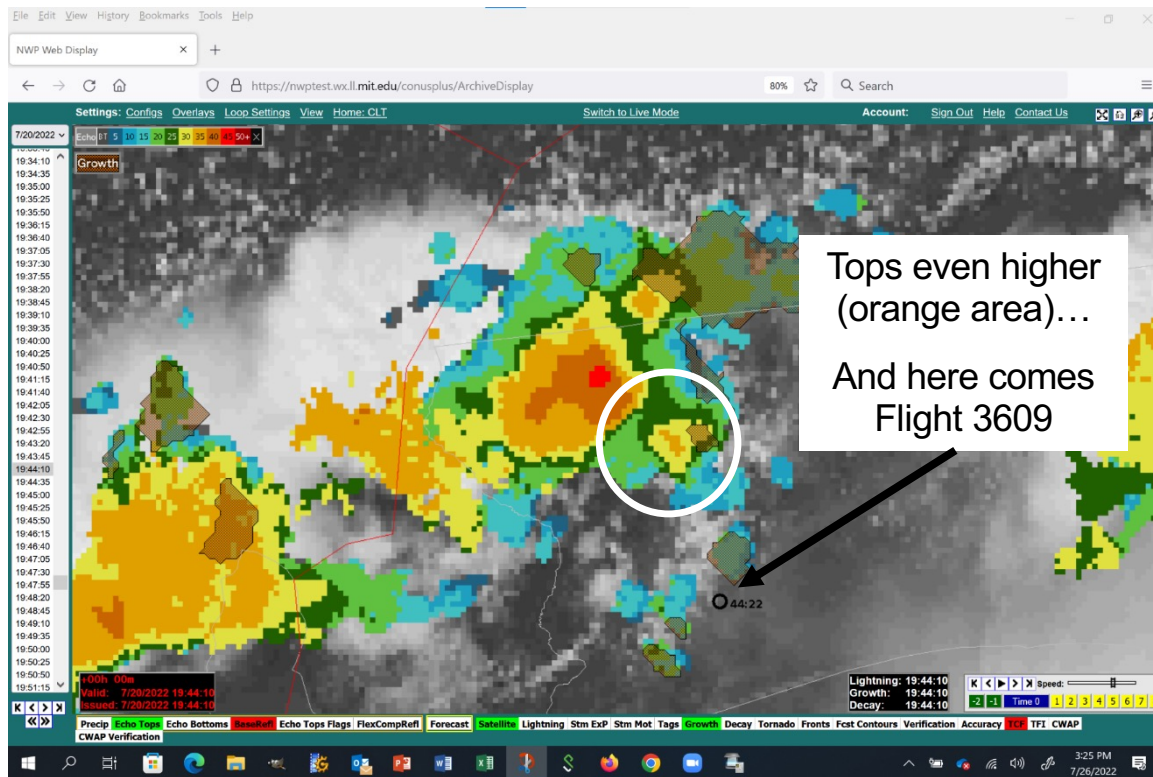 File Edit View History Bookmarks Tools Help
NWP Web Display × +
https://nwptest.wx.ll.mit.edu/conusplus/ArchiveDisplay 80% Search
Settings: Configs Overlays Loop Settings View Home: CLT Switch to Live Mode Account: Sign Out Help Contact Us
7/20/2022
Echo BT 5 10 15 20 25 30 35 40 45 50+ X
Growth
19:34:10
19:34:35
19:35:00
19:35:25
19:35:50
19:36:15
19:36:40
19:37:05
19:37:30
19:37:55
19:38:20
19:38:45
19:39:10
19:39:35
19:40:00
19:40:25
19:40:50
19:41:15
19:41:40
19:42:05
19:42:30
19:42:55
19:43:20
19:43:45
19:44:10
19:44:35
19:45:00
19:45:25
19:45:50
19:46:15
19:46:40
19:47:05
19:47:30
19:47:55
19:48:20
19:48:45
19:49:10
19:49:35
19:50:00
19:50:25
19:50:50
19:51:15
Tops even higher
(orange area)…
And here comes
Flight 3609
44:22
+00h 00m
Valid: 7/20/2022 19:44:10
Issued: 7/20/2022 19:44:10
Lightning: 19:44:10
Growth: 19:44:10
Decay: 19:44:10
Speed:
-2 -1 Time 0 1 2 3 4 5 6 7
Precip Echo Tops Echo Bottoms BaseRefl Echo Tops Flags FlexCompRefl Forecast Satellite Lightning Stm ExP Stm Mot Tags Growth Decay Tornado Fronts Fcst Contours Verification Accuracy TCF TFI CWAP
CWAP Verification
3:25 PM
7/26/2022